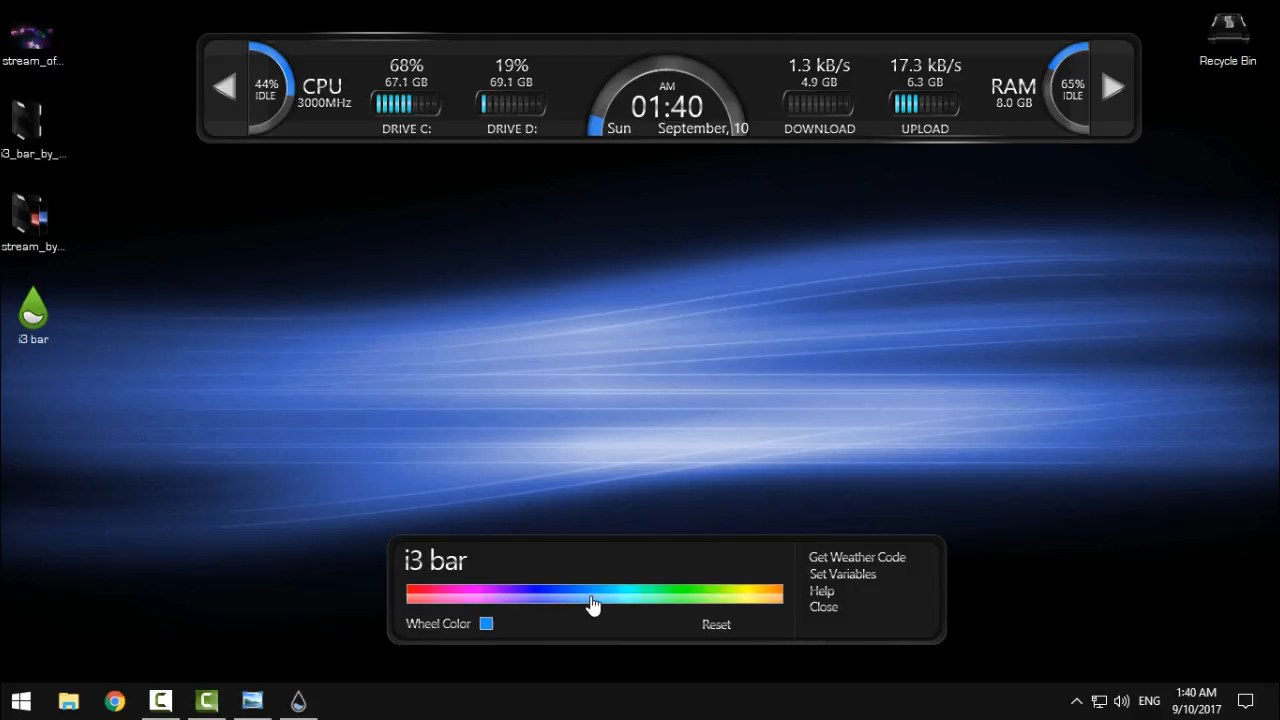 stream_of...
i3_bar_by_...
stream_by...
i3 bar
Recycle Bin
44%
IDLE
CPU
3000MHz
68%
67.1 GB
DRIVE C:
19%
69.1 GB
DRIVE D:
AM
01:40
Sun September, 10
1.3 kB/s
4.9 GB
DOWNLOAD
17.3 kB/s
6.3 GB
UPLOAD
RAM
8.0 GB
65%
IDLE
i3 bar
Wheel Color
Reset
Get Weather Code
Set Variables
Help
Close
ENG
1:40 AM
9/10/2017